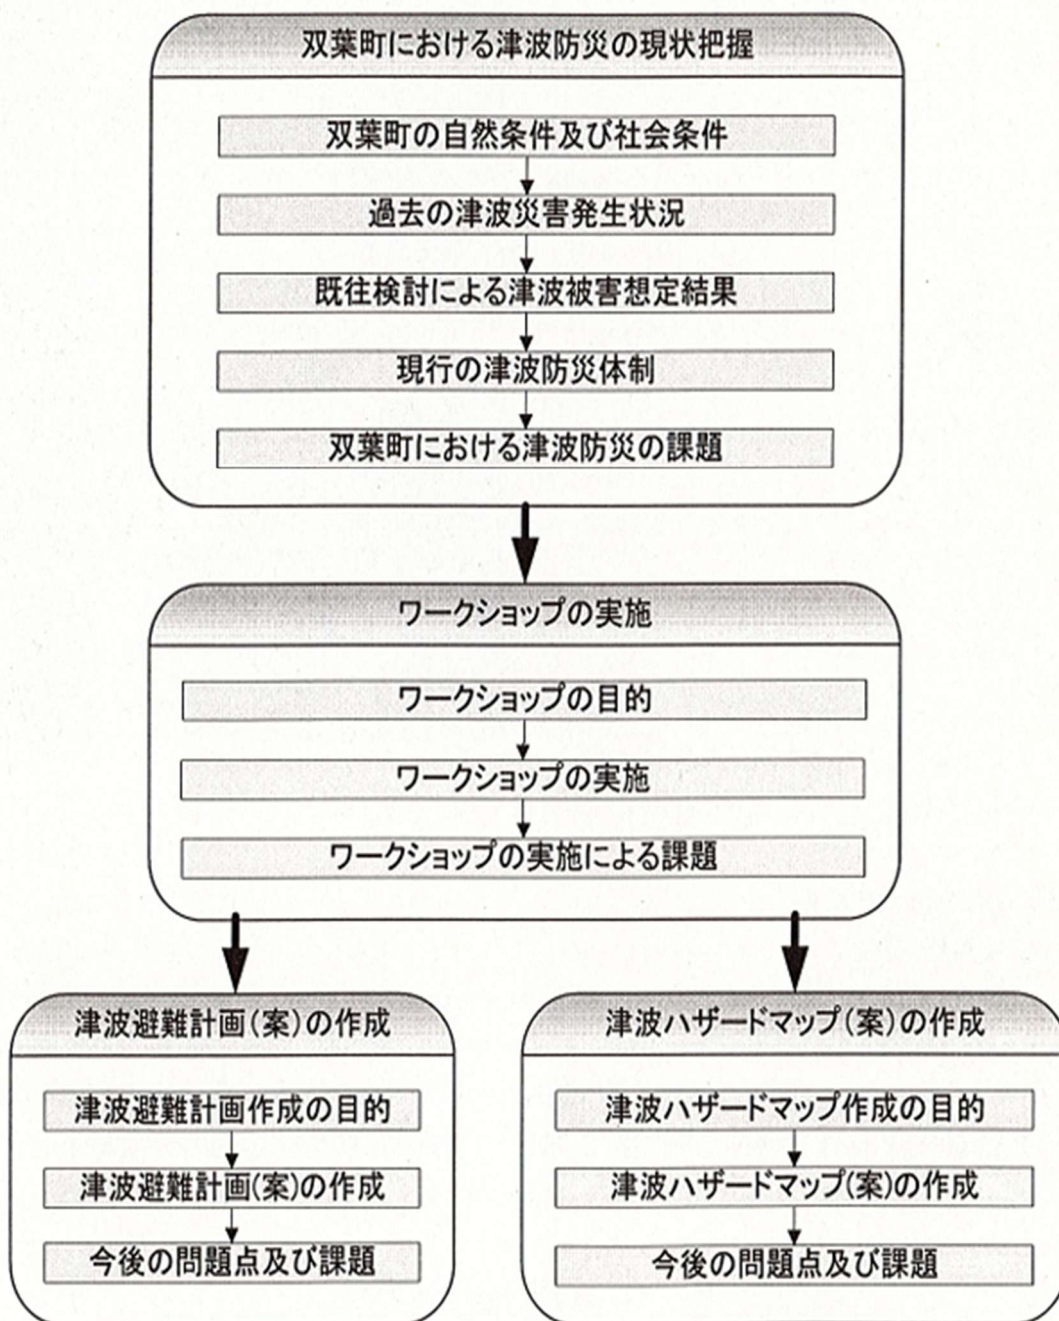 双葉町における津波防災の現状把握
双葉町の自然条件及び社会条件
過去の津波災害発生状況
既往検討による津波被害想定結果
現行の津波防災体制
双葉町における津波防災の課題
ワークショップの実施
ワークショップの目的
ワークショップの実施
ワークショップの実施による課題
津波避難計画(案)の作成
津波避難計画作成の目的
津波避難計画(案)の作成
今後の問題点及び課題
津波ハザードマップ(案)の作成
津波ハザードマップ作成の目的
津波ハザードマップ(案)の作成
今後の問題点及び課題